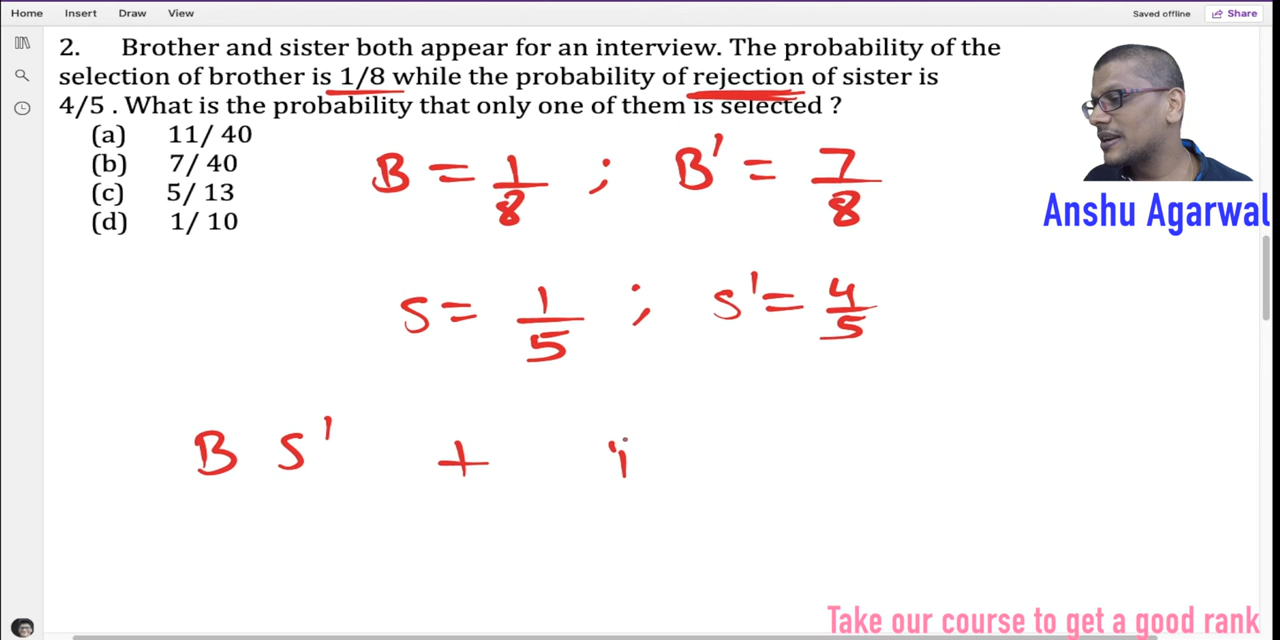 Home Insert Draw View Saved offline Share
2. Brother and sister both appear for an interview. The probability of the
selection of brother is 1/8 while the probability of rejection of sister is
4/5 . What is the probability that only one of them is selected ?
(a) 11/ 40
(b) 7/ 40
(c) 5/ 13
(d) 1/ 10
B = 1/8 ; B' = 7/8
Anshu Agarwal
S = 1/5 ; S' = 4/5
B S' +
Take our course to get a good rank